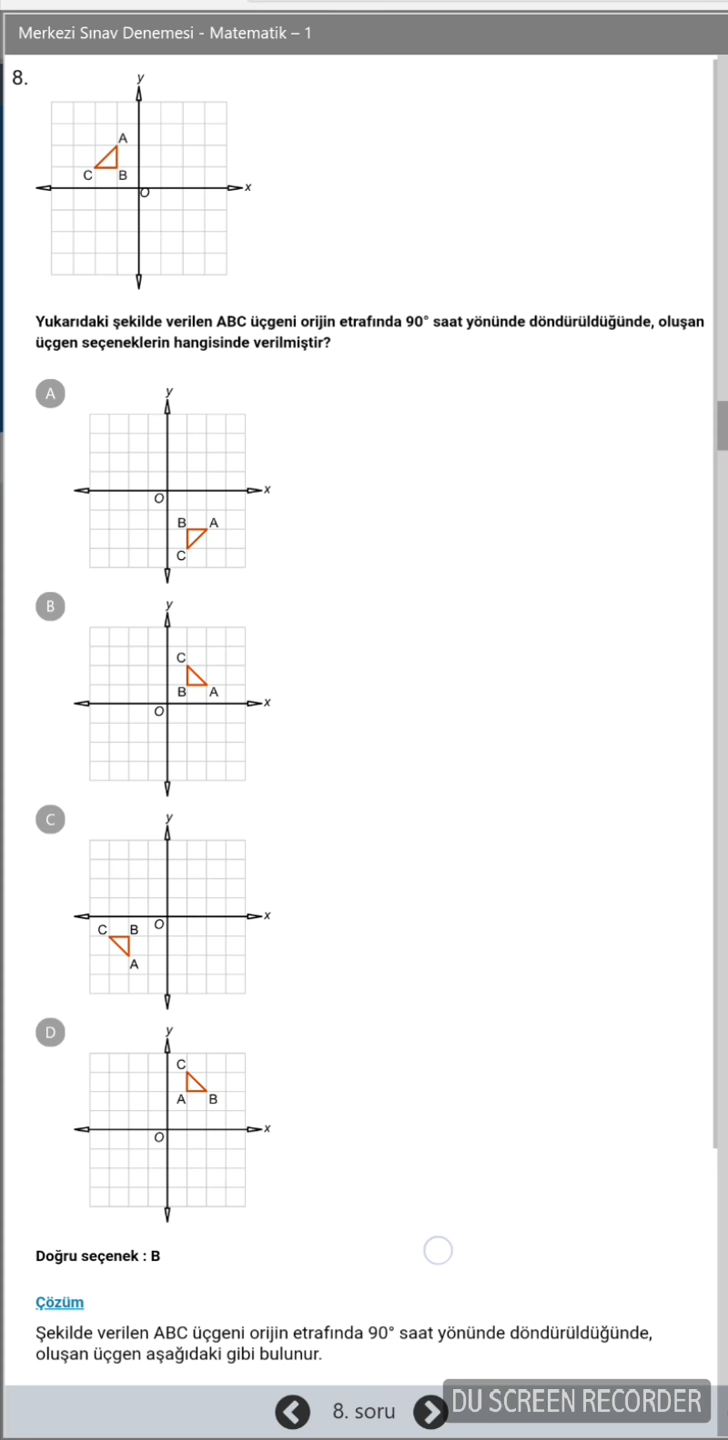 Merkezi Sınav Denemesi - Matematik – 1
8.
y
A
C
B
x
O
Yukarıdaki şekilde verilen ABC üçgeni orijin etrafında 90° saat yönünde döndürüldüğünde, oluşan
üçgen seçeneklerin hangisinde verilmiştir?
A
y
x
O
B A
C
B
y
C
B A
x
O
C
y
x
C B O
A
D
y
C
A B
x
O
Doğru seçenek : B
Çözüm
Şekilde verilen ABC üçgeni orijin etrafında 90° saat yönünde döndürüldüğünde,
oluşan üçgen aşağıdaki gibi bulunur.
8. soru
DU SCREEN RECORDER